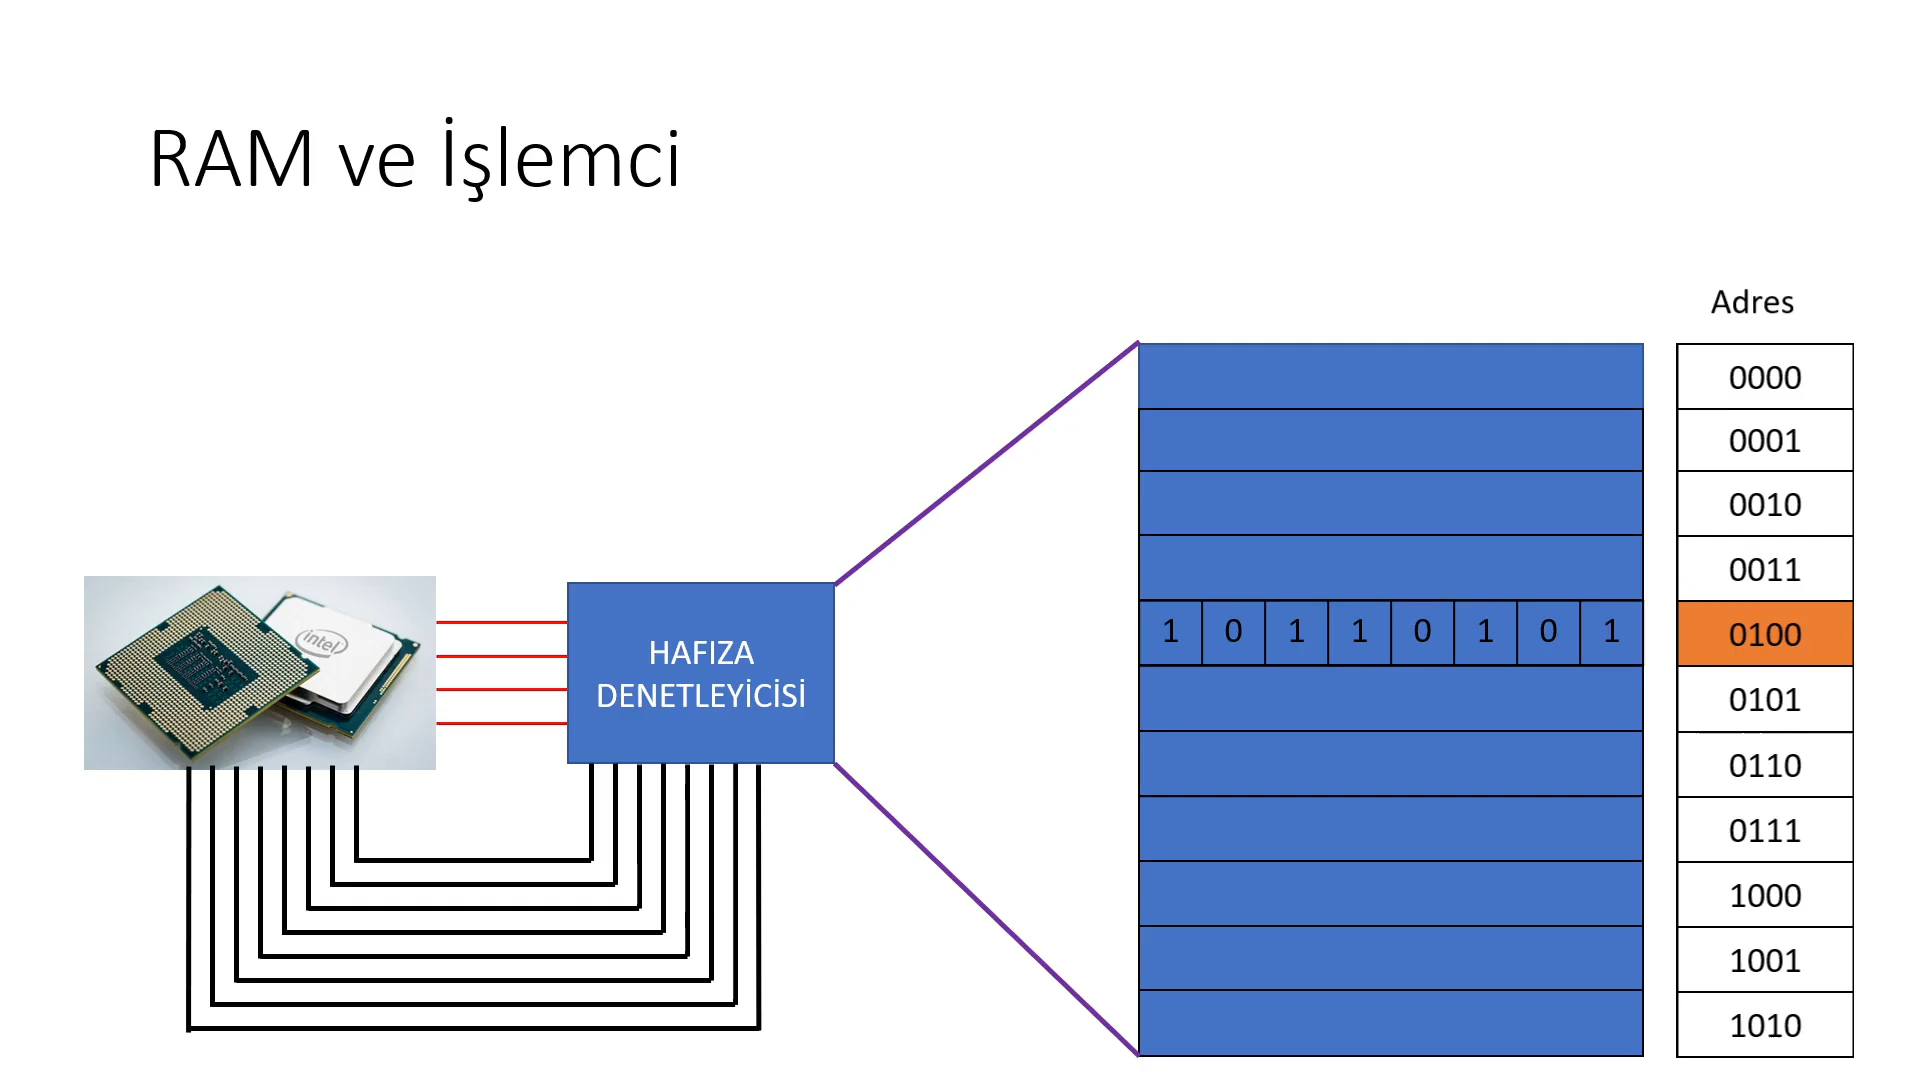 RAM ve İşlemci
Adres
0000
0001
0010
0011
intel
HAFIZA
DENETLEYİCİSİ
1 0 1 1 0 1 0 1
0100
0101
0110
0111
1000
1001
1010